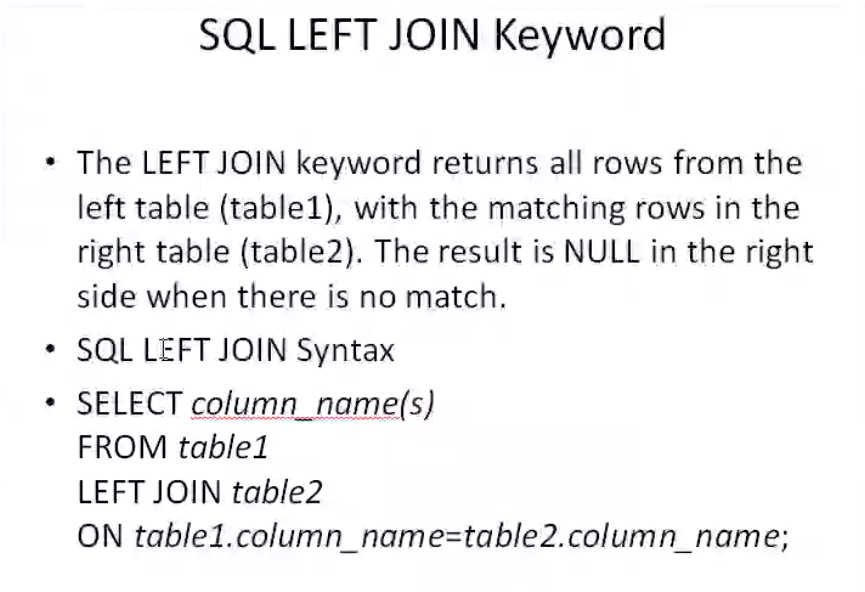 SQL LEFT JOIN Keyword
• The LEFT JOIN keyword returns all rows from the
left table (table1), with the matching rows in the
right table (table2). The result is NULL in the right
side when there is no match.
• SQL LEFT JOIN Syntax
• SELECT column_name(s)
FROM table1
LEFT JOIN table2
ON table1.column_name=table2.column_name;